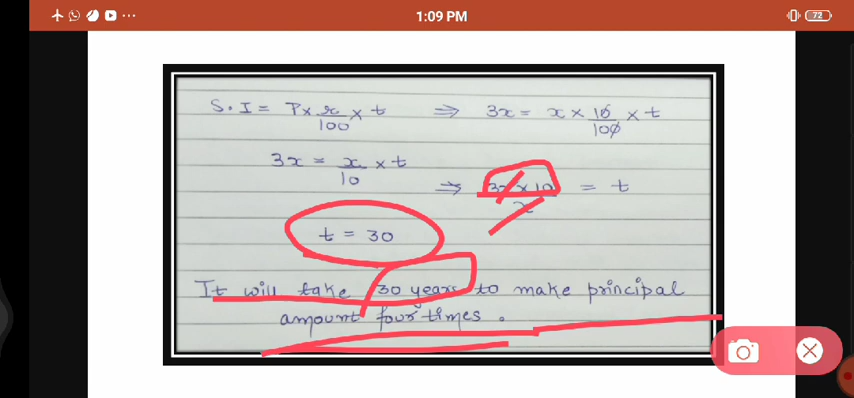 1:09 PM
72
S.I = P x r/100 x t ⇒ 3x = x x 10/100 x t
3x = x/10 x t
⇒ 3x x 10/x = t
t = 30
It will take 30 years to make principal
amount four times.